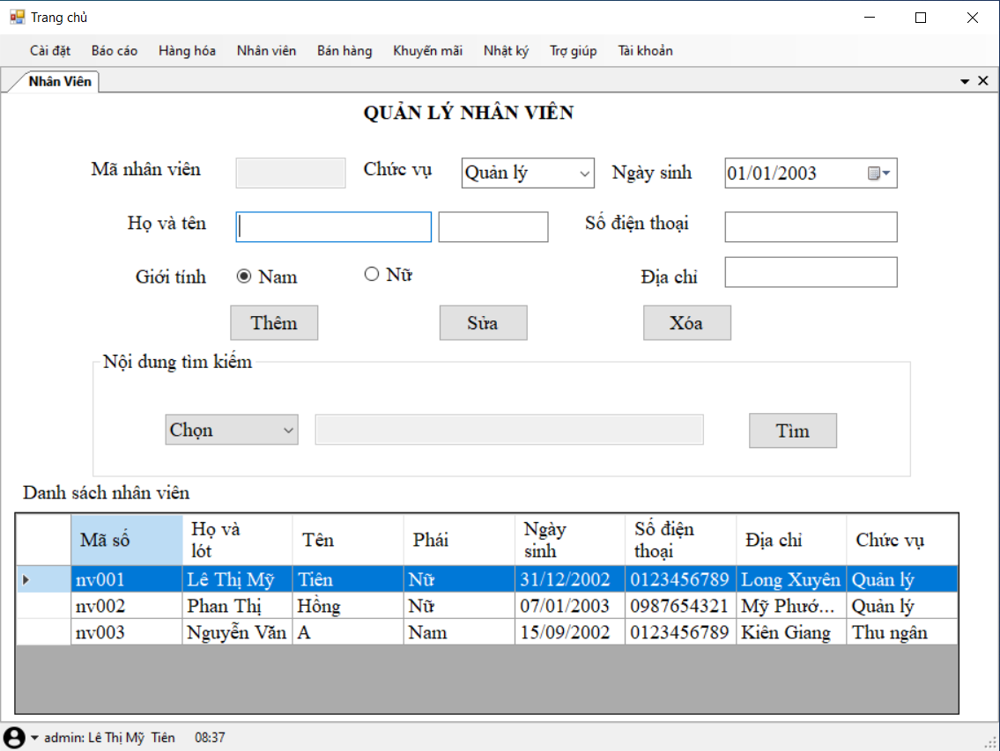 Trang chủ
Cài đặt Báo cáo Hàng hóa Nhân viên Bán hàng Khuyến mãi Nhật ký Trợ giúp Tài khoản
Nhân Viên
QUẢN LÝ NHÂN VIÊN
Mã nhân viên Chức vụ Quản lý Ngày sinh 01/01/2003
Họ và tên Số điện thoại
Giới tính Nam Nữ Địa chỉ
Thêm Sửa Xóa
Nội dung tìm kiếm
Chọn Tìm
Danh sách nhân viên
Mã số Họ và lót Tên Phái Ngày sinh Số điện thoại Địa chỉ Chức vụ
nv001 Lê Thị Mỹ Tiên Nữ 31/12/2002 0123456789 Long Xuyên Quản lý
nv002 Phan Thị Hồng Nữ 07/01/2003 0987654321 Mỹ Phướ... Quản lý
nv003 Nguyễn Văn A Nam 15/09/2002 0123456789 Kiên Giang Thu ngân
admin: Lê Thị Mỹ Tiên 08:37